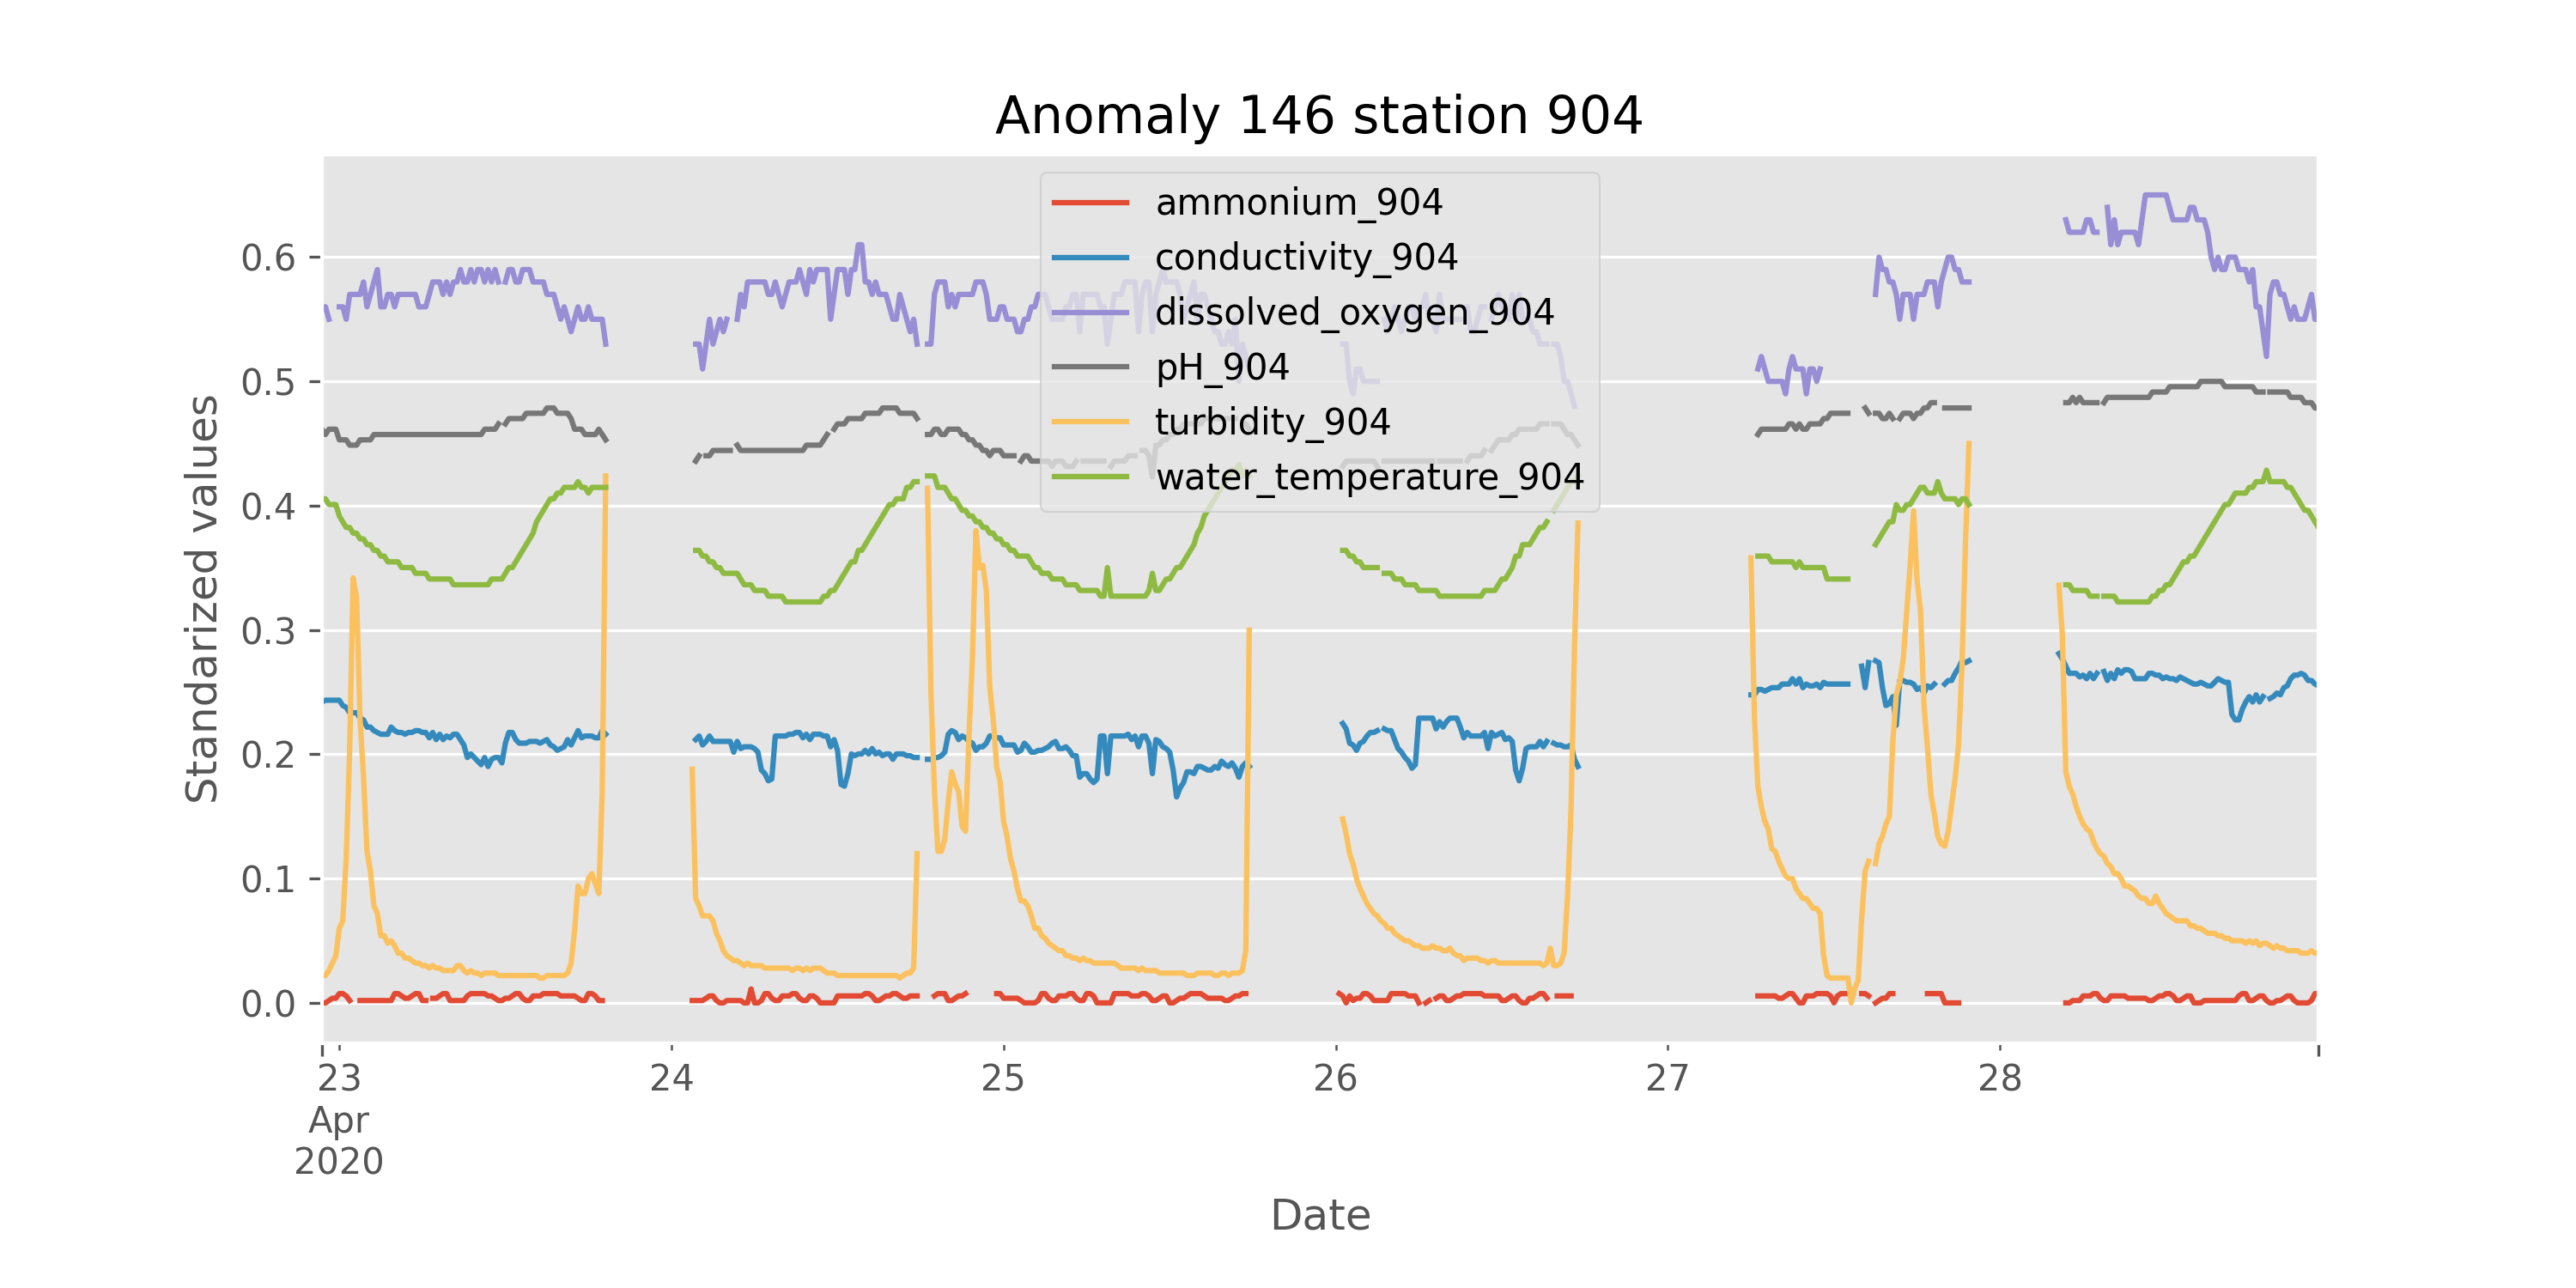 Anomaly 146 station 904
ammonium_904
conductivity_904
dissolved_oxygen_904
pH_904
turbidity_904
water_temperature_904
Standarized values
0.6
0.5
0.4
0.3
0.2
0.1
0.0
23 24 25 26 27 28
Apr
2020
Date